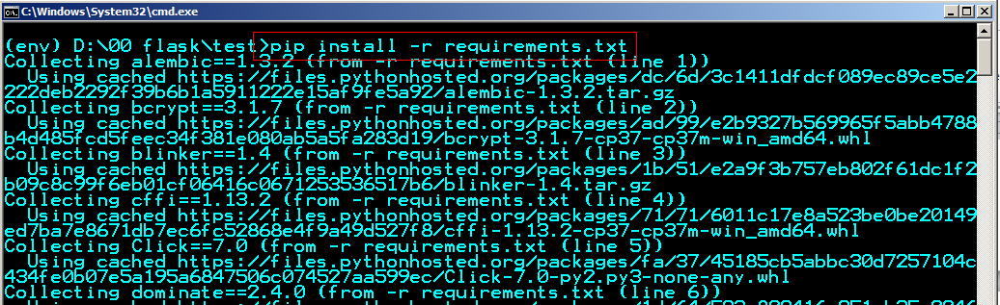 C:\Windows\System32\cmd.exe
(env) D:\00 flask\test>pip install -r requirements.txt
Collecting alembic==1.3.2 (from -r requirements.txt (line 1))
  Using cached https://files.pythonhosted.org/packages/dc/6d/3c1411dfdcf089ec89ce5e2
222deb2292f39b6b1a5911222e15af9fe5a92/alembic-1.3.2.tar.gz
Collecting bcrypt==3.1.7 (from -r requirements.txt (line 2))
  Using cached https://files.pythonhosted.org/packages/ad/99/e2b9327b569965f5abb4788
b4d485fcd5feec34f381e080ab5a5fa283d19/bcrypt-3.1.7-cp37-cp37m-win_amd64.whl
Collecting blinker==1.4 (from -r requirements.txt (line 3))
  Using cached https://files.pythonhosted.org/packages/1b/51/e2a9f3b757eb802f61dc1f2
b09c8c99f6eb01cf06416c0671253536517b6/blinker-1.4.tar.gz
Collecting cffi==1.13.2 (from -r requirements.txt (line 4))
  Using cached https://files.pythonhosted.org/packages/71/71/6011c17e8a523be0be20149
ed7ba7e8671db7ec6fc52868e4f9a49d527f8/cffi-1.13.2-cp37-cp37m-win_amd64.whl
Collecting Click==7.0 (from -r requirements.txt (line 5))
  Using cached https://files.pythonhosted.org/packages/fa/37/45185cb5abbc30d7257104c
434fe0b07e5a195a6847506c074527aa599ec/Click-7.0-py2.py3-none-any.whl
Collecting dominate==2.4.0 (from -r requirements.txt (line 6))